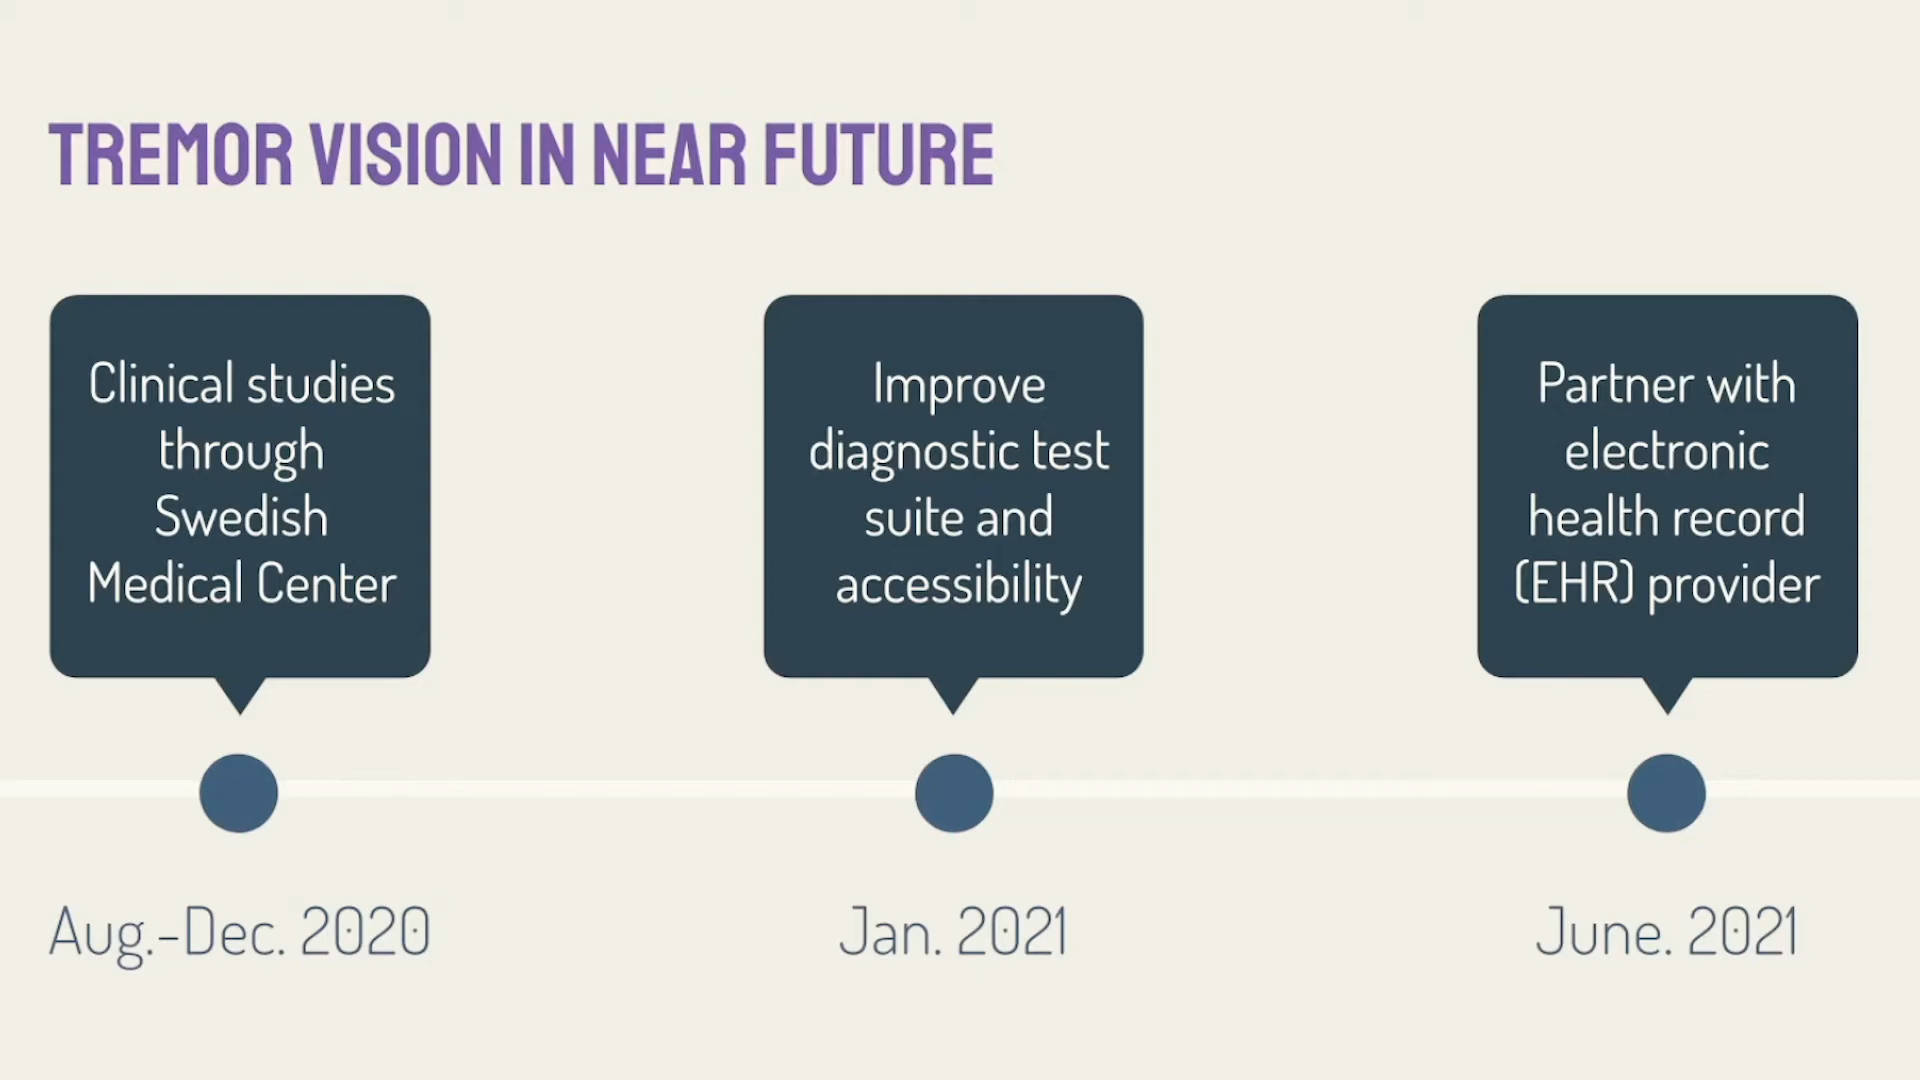 TREMOR VISION IN NEAR FUTURE
Clinical studies
through
Swedish
Medical Center
Improve
diagnostic test
suite and
accessibility
Partner with
electronic
health record
(EHR) provider
Aug.-Dec. 2020
Jan. 2021
June. 2021